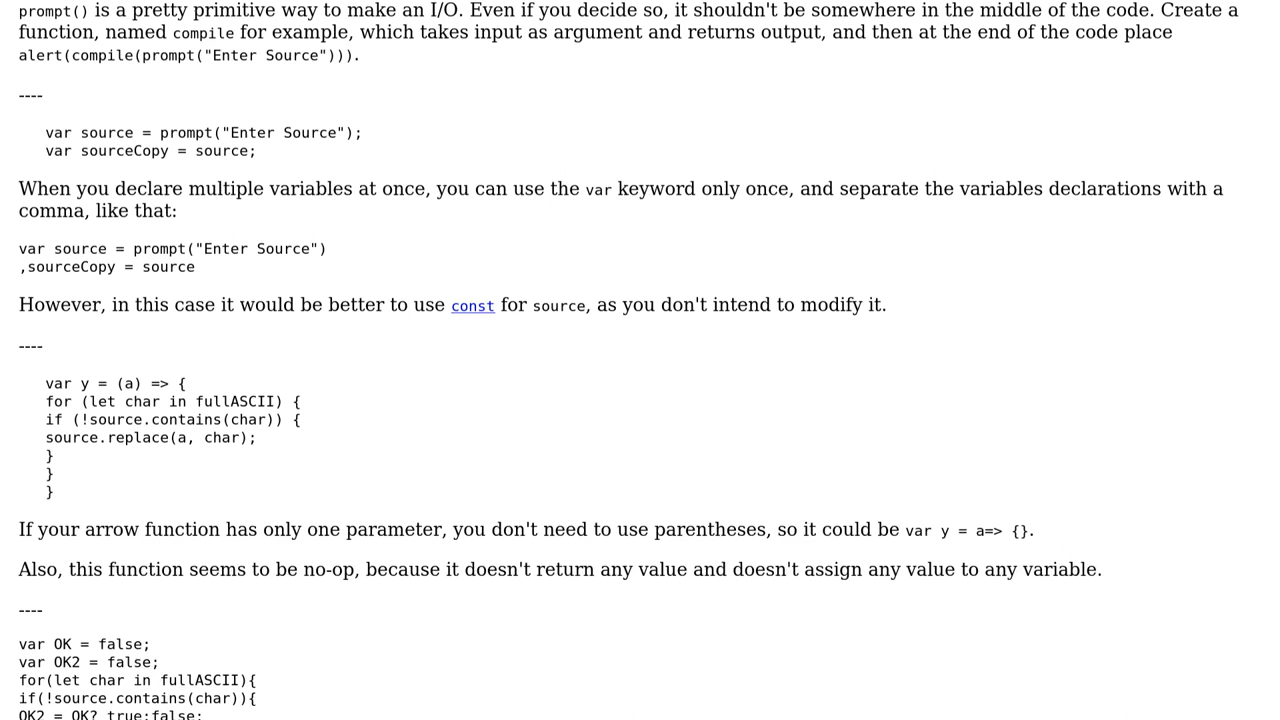 prompt() is a pretty primitive way to make an I/O. Even if you decide so, it shouldn't be somewhere in the middle of the code. Create a
function, named compile for example, which takes input as argument and returns output, and then at the end of the code place
alert(compile(prompt("Enter Source"))).
----
var source = prompt("Enter Source");
var sourceCopy = source;
When you declare multiple variables at once, you can use the var keyword only once, and separate the variables declarations with a
comma, like that:
var source = prompt("Enter Source")
,sourceCopy = source
However, in this case it would be better to use const for source, as you don't intend to modify it.
----
var y = (a) => {
for (let char in fullASCII) {
if (!source.contains(char)) {
source.replace(a, char);
}
}
}
If your arrow function has only one parameter, you don't need to use parentheses, so it could be var y = a=> {}.
Also, this function seems to be no-op, because it doesn't return any value and doesn't assign any value to any variable.
----
var OK = false;
var OK2 = false;
for(let char in fullASCII){
if(!source.contains(char)){
OK2 = OK? true:false;